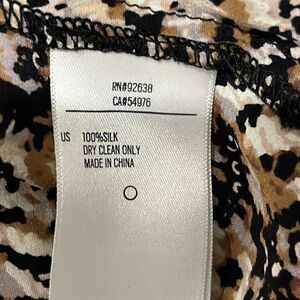 RN#92638
CA#54976
US 100%SILK
DRY CLEAN ONLY
MADE IN CHINA